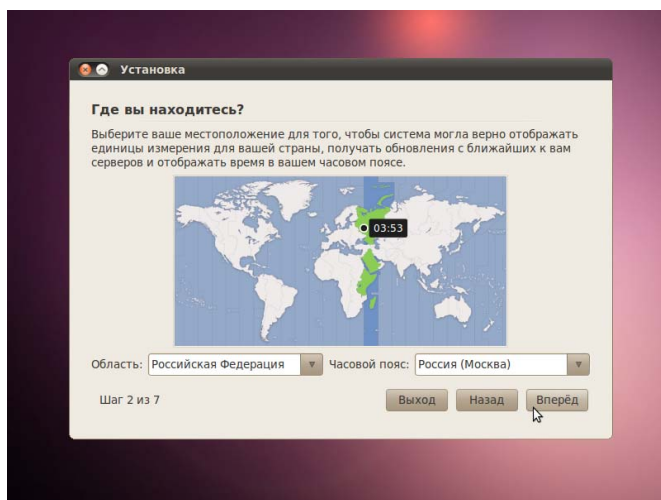 Установка
Где вы находитесь?
Выберите ваше местоположение для того, чтобы система могла верно отображать
единицы измерения для вашей страны, получать обновления с ближайших к вам
серверов и отображать время в вашем часовом поясе.
03:53
Область: Российская Федерация Часовой пояс: Россия (Москва)
Шаг 2 из 7 Выход Назад Вперёд